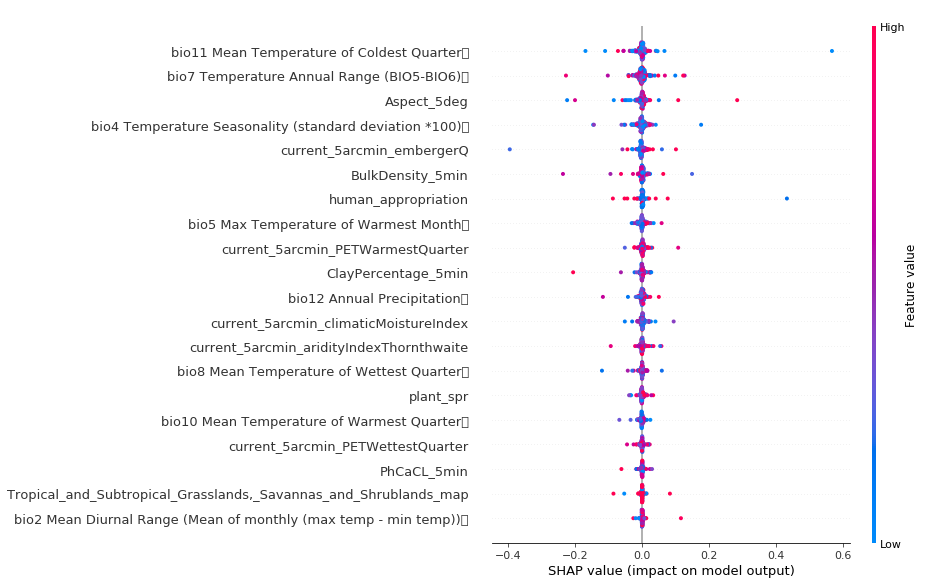 High
bio11 Mean Temperature of Coldest Quarter
bio7 Temperature Annual Range (BIO5-BIO6)
Aspect_5deg
bio4 Temperature Seasonality (standard deviation *100)
current_5arcmin_embergerQ
BulkDensity_5min
human_appropriation
bio5 Max Temperature of Warmest Month
current_5arcmin_PETWarmestQuarter
ClayPercentage_5min
bio12 Annual Precipitation
current_5arcmin_climaticMoistureIndex
current_5arcmin_aridityIndexThornthwaite
bio8 Mean Temperature of Wettest Quarter
plant_spr
bio10 Mean Temperature of Warmest Quarter
current_5arcmin_PETWettestQuarter
PhCaCL_5min
Tropical_and_Subtropical_Grasslands,_Savannas_and_Shrublands_map
bio2 Mean Diurnal Range (Mean of monthly (max temp - min temp))
Feature value
Low
−0.4 −0.2 0.0 0.2 0.4 0.6
SHAP value (impact on model output)